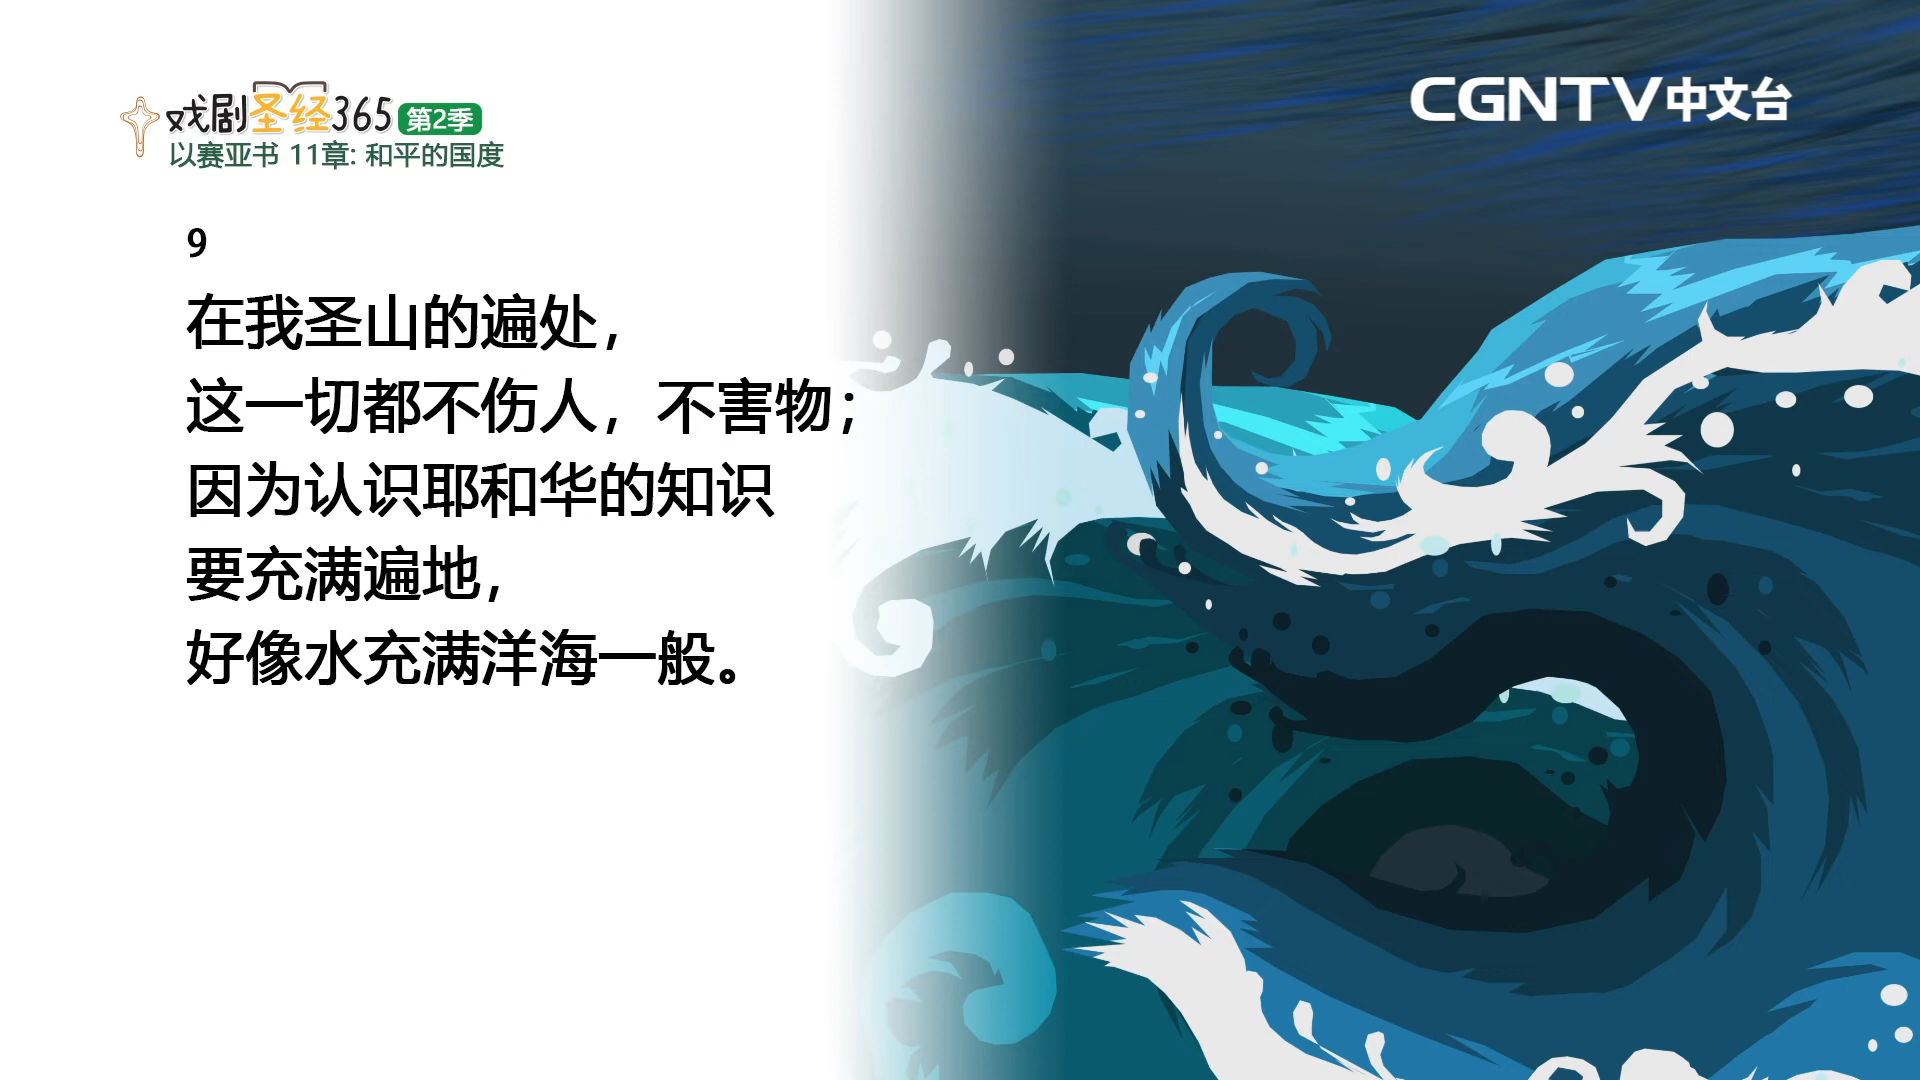 戏剧圣经365 第2季
以赛亚书 11章: 和平的国度
CGNTV中文台
9
在我圣山的遍处，
这一切都不伤人，不害物；
因为认识耶和华的知识
要充满遍地，
好像水充满洋海一般。